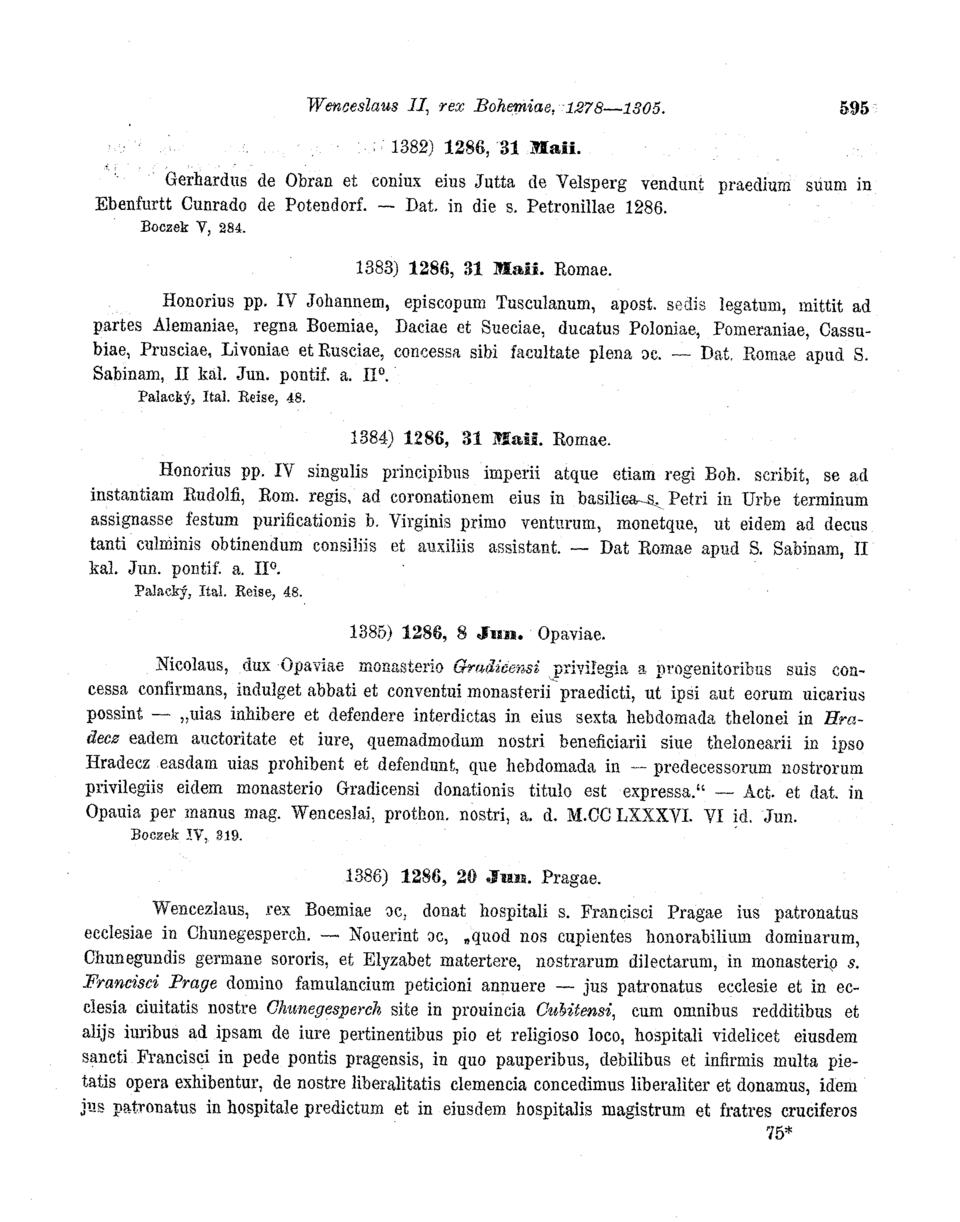 Wenceslaus II, rex Bohemiae, 1278—1305. 595
1382) 1286, 31 Maii.
Gerhardus de Obran et coniux eius Jutta de Velsperg vendunt praedium suum in
Ebenfurtt Cunrado de Potendorf. — Dat. in die s. Petronillae 1286.
Boczek V, 284.
1383) 1286, 31 Maii. Romae.
Honorius pp. IV Johannem, episcopum Tusculanum, apost. sedis legatum, mittit ad
partes Alemaniae, regna Boemiae, Daciae et Sueciae, ducatus Poloniae, Pomeraniae, Cassu-
biae, Prusciae, Livoniae et Rusciae, concessa sibi facultate plena ɔc. — Dat. Romae apud S.
Sabinam, II kal. Jun. pontif. a. IIº.
Palacký, Ital. Reise, 48.
1384) 1286, 31 Maii. Romae.
Honorius pp. IV singulis principibus imperii atque etiam regi Boh. scribit, se ad
instantiam Rudolfi, Rom. regis, ad coronationem eius in basilica s. Petri in Urbe terminum
assignasse festum purificationis b. Virginis primo venturum, monetque, ut eidem ad decus
tanti culminis obtinendum consiliis et auxiliis assistant. — Dat Romae apud S. Sabinam, II
kal. Jun. pontif. a. IIº.
Palacký, Ital. Reise, 48.
1385) 1286, 8 Jun. Opaviae.
Nicolaus, dux Opaviae monasterio Gradicensi privilegia a progenitoribus suis con-
cessa confirmans, indulget abbati et conventui monasterii praedicti, ut ipsi aut eorum uicarius
possint — „uias inhibere et defendere interdictas in eius sexta hebdomada thelonei in Hra-
decz eadem auctoritate et iure, quemadmodum nostri beneficiarii siue thelonearii in ipso
Hradecz easdam uias prohibent et defendunt, que hebdomada in — predecessorum nostrorum
privilegiis eidem monasterio Gradicensi donationis titulo est expressa.“ — Act. et dat. in
Opauia per manus mag. Wenceslai, prothon. nostri, a. d. M.CC LXXXVI. VI id. Jun.
Boczek IV, 319.
1386) 1286, 20 Jun. Pragae.
Wencezlaus, rex Boemiae ɔc, donat hospitali s. Francisci Pragae ius patronatus
ecclesiae in Chunegesperch. — Nouerint ɔc, „quod nos cupientes honorabilium dominarum,
Chunegundis germane sororis, et Elyzabet matertere, nostrarum dilectarum, in monasterio s.
Francisci Prage domino famulancium peticioni annuere — jus patronatus ecclesie et in ec-
clesia ciuitatis nostre Chunegesperch site in prouincia Cubitensi, cum omnibus redditibus et
alijs iuribus ad ipsam de iure pertinentibus pio et religioso loco, hospitali videlicet eiusdem
sancti Francisci in pede pontis pragensis, in quo pauperibus, debilibus et infirmis multa pie-
tatis opera exhibentur, de nostre liberalitatis clemencia concedimus liberaliter et donamus, idem
jus patronatus in hospitale predictum et in eiusdem hospitalis magistrum et fratres cruciferos
75*